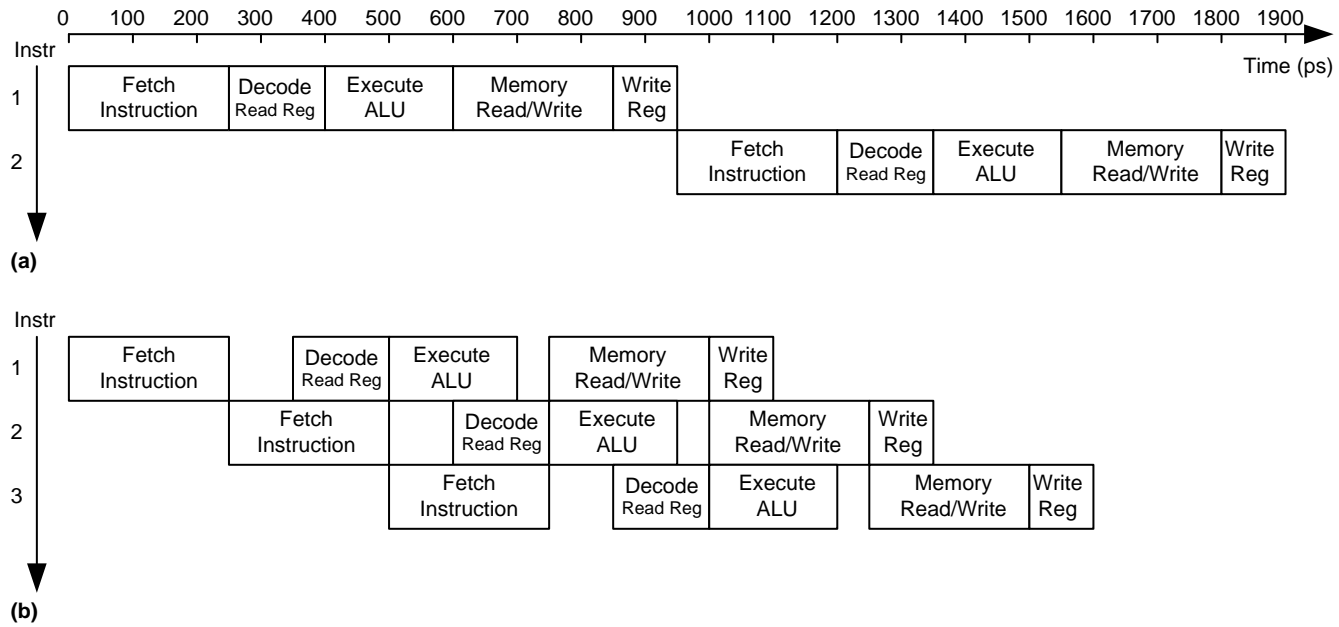 0 100 200 300 400 500 600 700 800 900 1000 1100 1200 1300 1400 1500 1600 1700 1800 1900
Instr
Time (ps)
1
Fetch
Instruction
Decode
Read Reg
Execute
ALU
Memory
Read/Write
Write
Reg
2
Fetch
Instruction
Decode
Read Reg
Execute
ALU
Memory
Read/Write
Write
Reg
(a)
Instr
1
Fetch
Instruction
Decode
Read Reg
Execute
ALU
Memory
Read/Write
Write
Reg
2
Fetch
Instruction
Decode
Read Reg
Execute
ALU
Memory
Read/Write
Write
Reg
3
Fetch
Instruction
Decode
Read Reg
Execute
ALU
Memory
Read/Write
Write
Reg
(b)